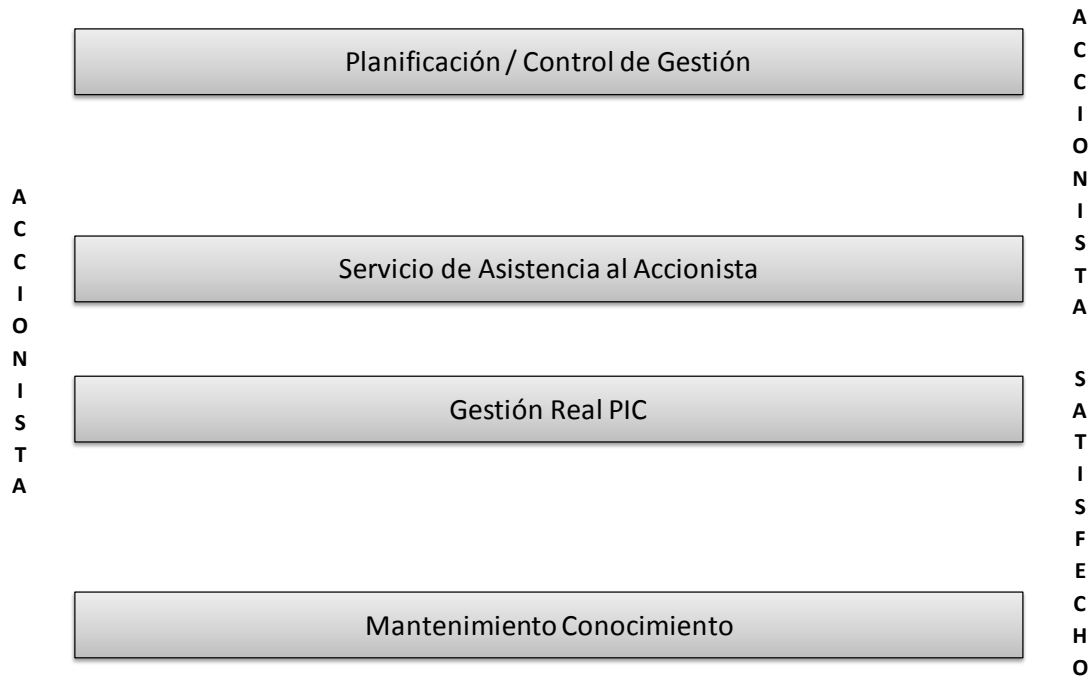 ACCIONISTA
Planificación / Control de Gestión
Servicio de Asistencia al Accionista
Gestión Real PIC
Mantenimiento Conocimiento
ACCIONISTA SATISFECHO